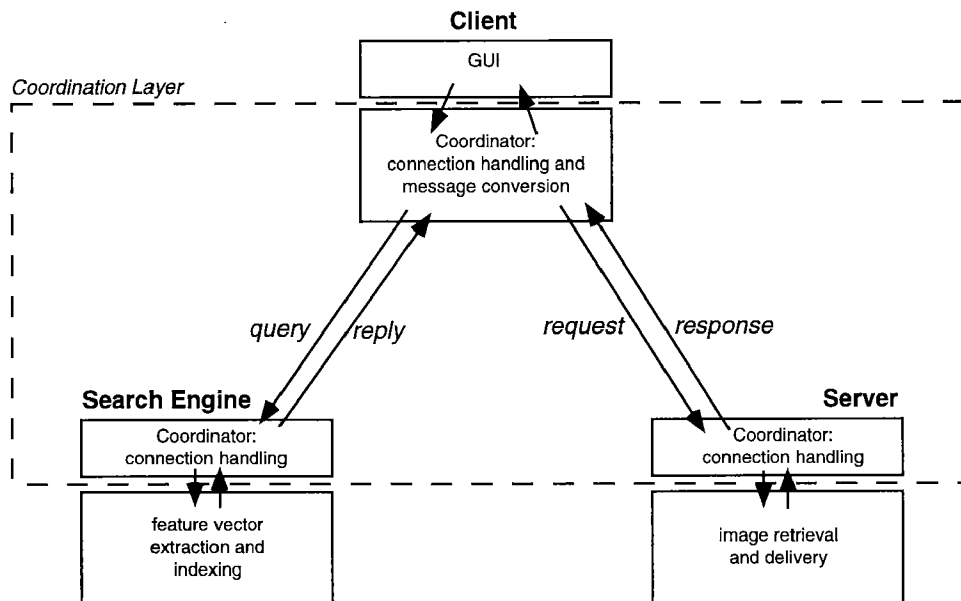 Client
GUI
Coordination Layer
Coordinator:
connection handling and
message conversion
query
reply
request
response
Search Engine
Coordinator:
connection handling
feature vector
extraction and
indexing
Server
Coordinator:
connection handling
image retrieval
and delivery